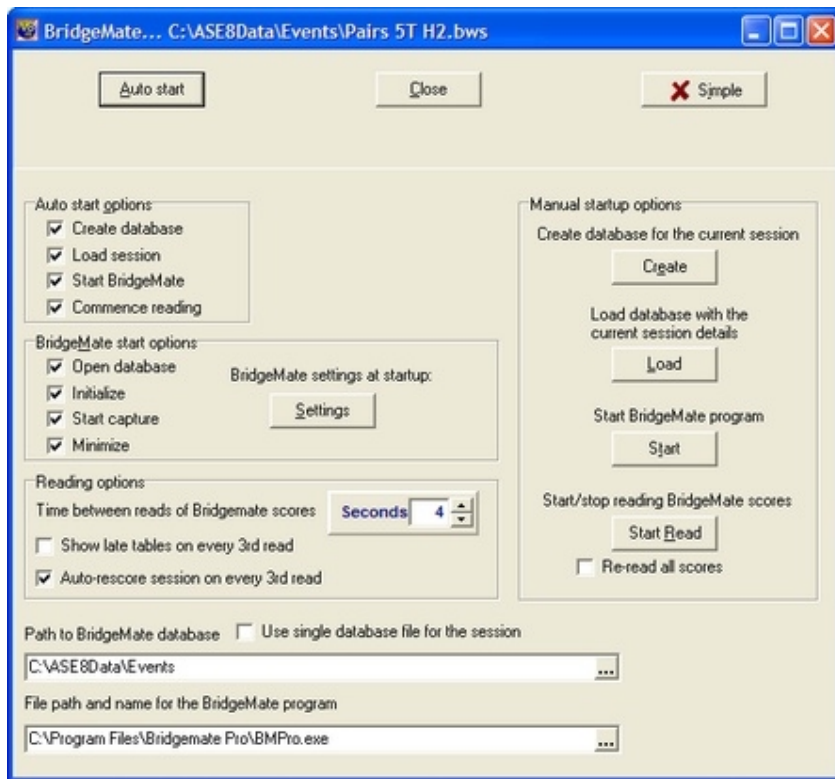 BridgeMate... C:\ASE8Data\Events\Pairs 5T H2.bws
Auto start
Close
Simple
Auto start options
Create database
Load session
Start BridgeMate
Commence reading
BridgeMate start options
Open database
Initialize
Start capture
Minimize
BridgeMate settings at startup:
Settings
Reading options
Time between reads of Bridgemate scores
Seconds 4
Show late tables on every 3rd read
Auto-rescore session on every 3rd read
Manual startup options
Create database for the current session
Create
Load database with the
current session details
Load
Start BridgeMate program
Start
Start/stop reading BridgeMate scores
Start Read
Re-read all scores
Path to BridgeMate database
Use single database file for the session
C:\ASE8Data\Events
...
File path and name for the BridgeMate program
C:\Program Files\Bridgemate Pro\BMPro.exe
...